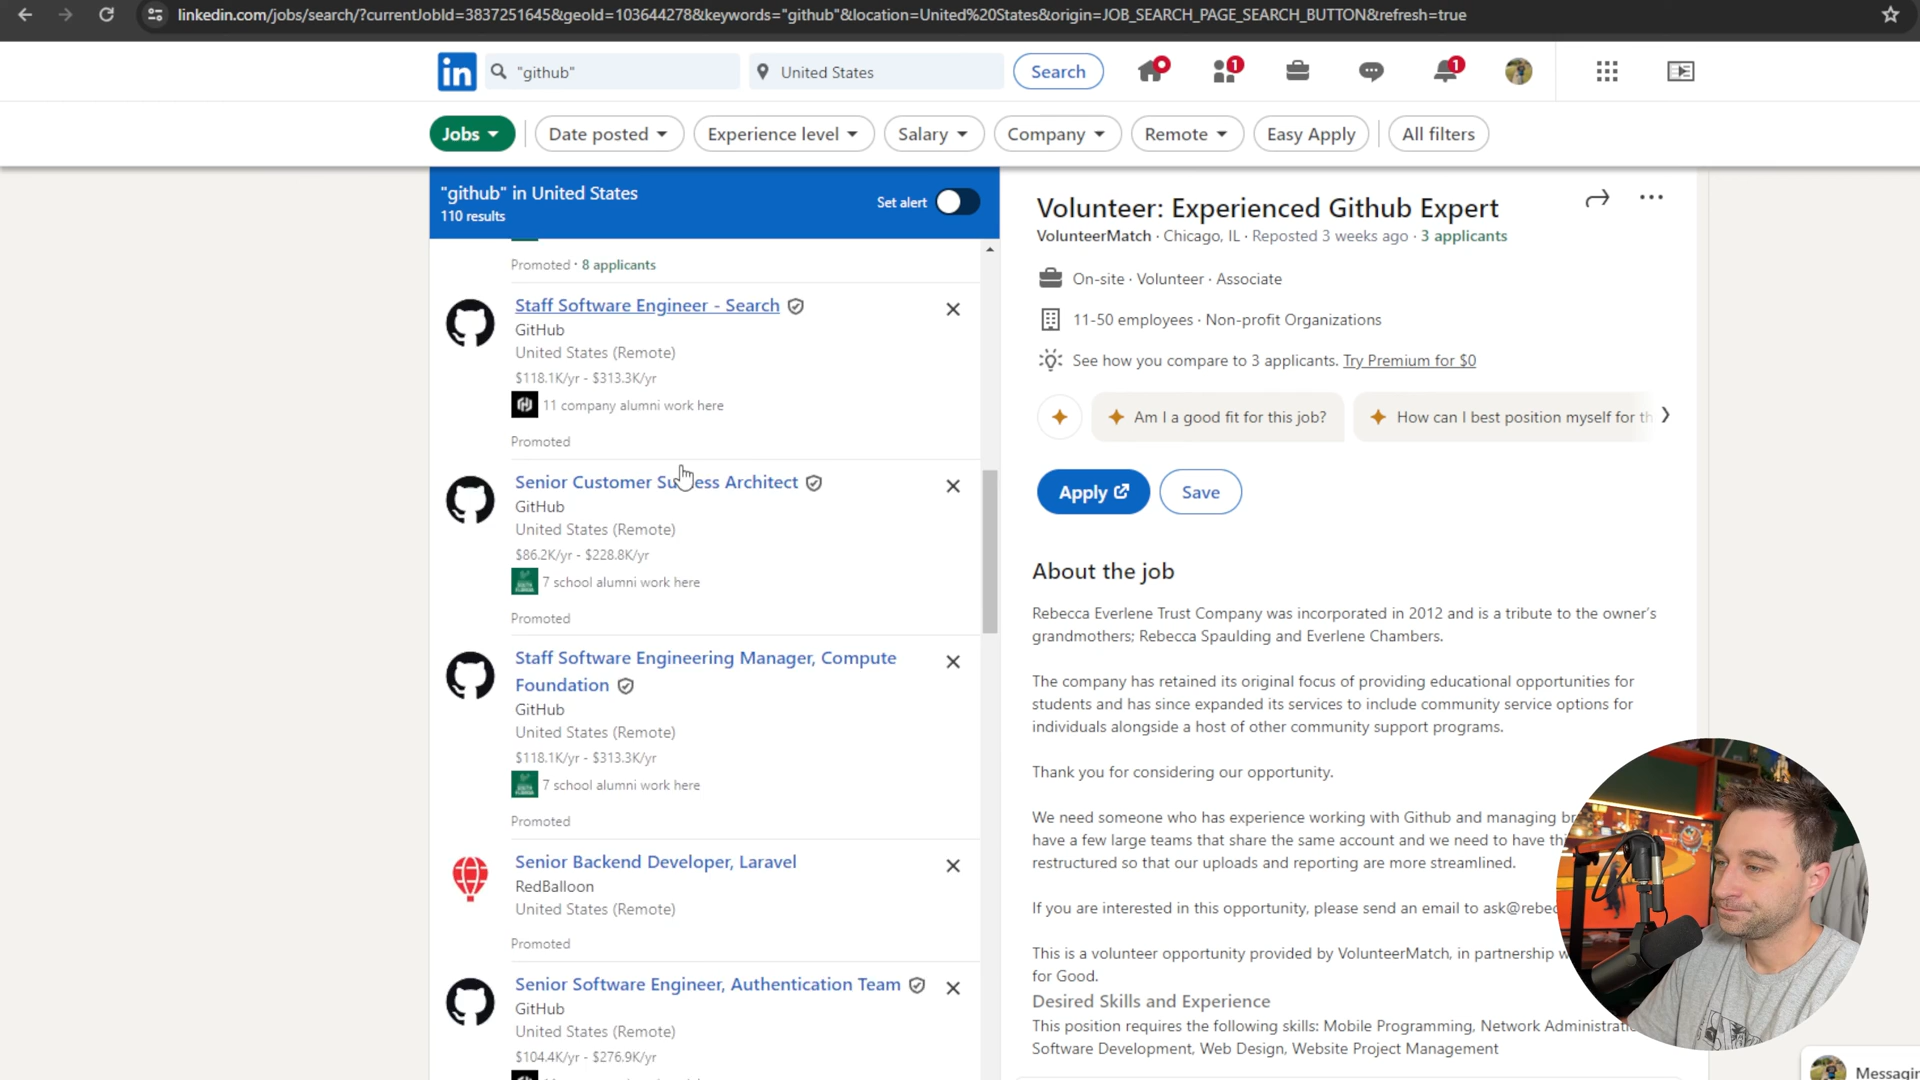 linkedin.com/jobs/search/?currentJobId=3837251645&geoId=103644278&keywords="github"&location=United%20States&origin=JOB_SEARCH_PAGE_SEARCH_BUTTON&refresh=true
in
"github"
United States
Search
1
1
Jobs
Date posted
Experience level
Salary
Company
Remote
Easy Apply
All filters
"github" in United States
110 results
Set alert
Promoted · 8 applicants
Staff Software Engineer - Search
GitHub
United States (Remote)
$118.1K/yr - $313.3K/yr
11 company alumni work here
Promoted
Senior Customer Success Architect
GitHub
United States (Remote)
$86.2K/yr - $228.8K/yr
7 school alumni work here
Promoted
Staff Software Engineering Manager, Compute
Foundation
GitHub
United States (Remote)
$118.1K/yr - $313.3K/yr
7 school alumni work here
Promoted
Senior Backend Developer, Laravel
RedBalloon
United States (Remote)
Promoted
Senior Software Engineer, Authentication Team
GitHub
United States (Remote)
$104.4K/yr - $276.9K/yr
Volunteer: Experienced Github Expert
VolunteerMatch · Chicago, IL · Reposted 3 weeks ago · 3 applicants
On-site · Volunteer · Associate
11-50 employees · Non-profit Organizations
See how you compare to 3 applicants. Try Premium for $0
Am I a good fit for this job?
How can I best position myself for th
Apply
Save
About the job
Rebecca Everlene Trust Company was incorporated in 2012 and is a tribute to the owner's
grandmothers; Rebecca Spaulding and Everlene Chambers.
The company has retained its original focus of providing educational opportunities for
students and has since expanded its services to include community service options for
individuals alongside a host of other community support programs.
Thank you for considering our opportunity.
We need someone who has experience working with Github and managing br
have a few large teams that share the same account and we need to have thi
restructured so that our uploads and reporting are more streamlined.
If you are interested in this opportunity, please send an email to ask@rebec
This is a volunteer opportunity provided by VolunteerMatch, in partnership w
for Good.
Desired Skills and Experience
This position requires the following skills: Mobile Programming, Network Administrati
Software Development, Web Design, Website Project Management
Messagin